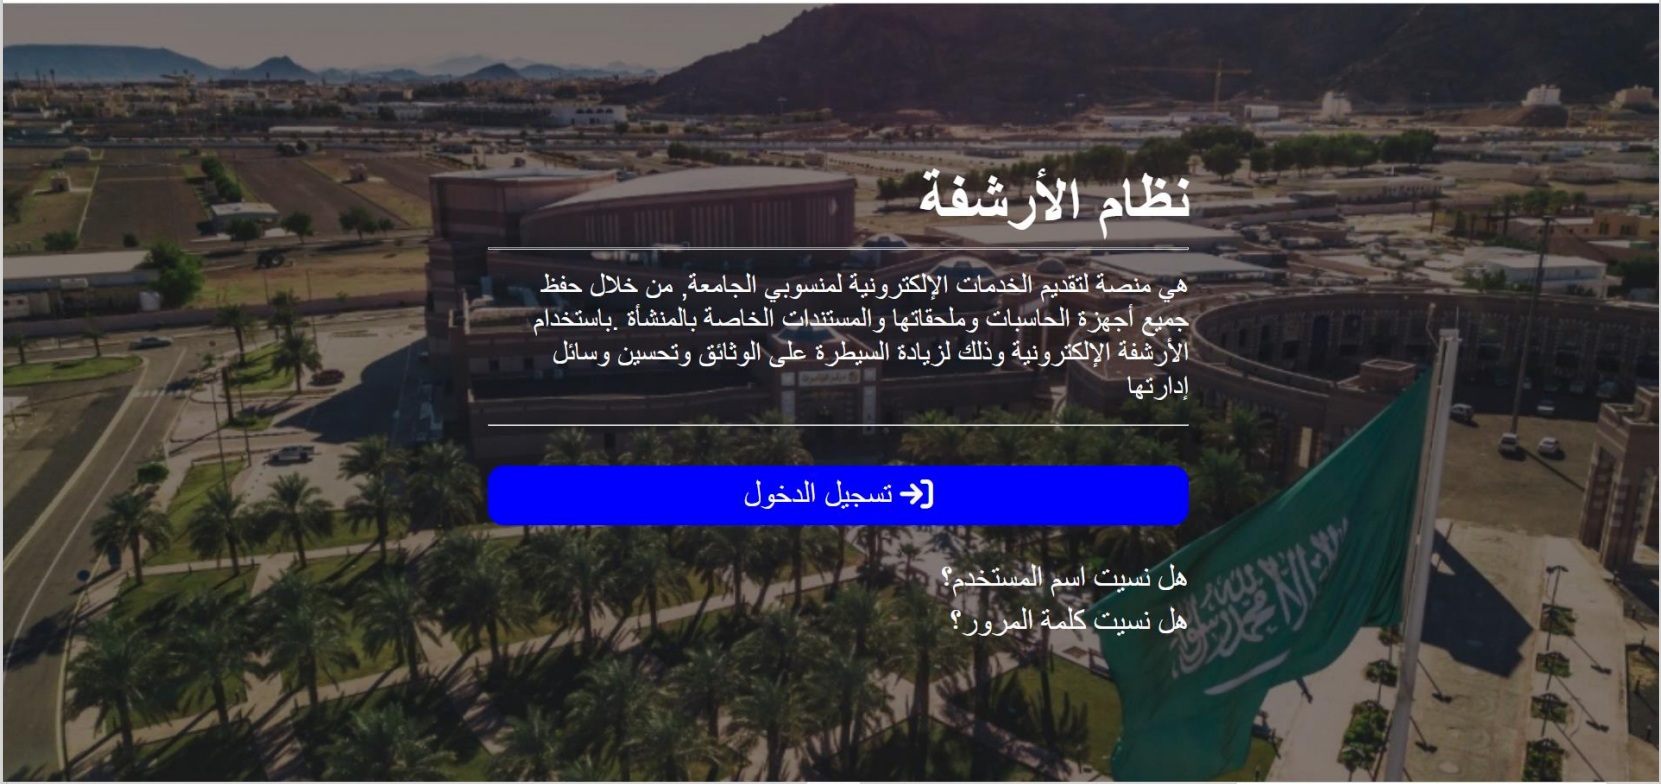 نظام الأرشفة
هي منصة لتقديم الخدمات الإلكترونية لمنسوبي الجامعة, من خلال حفظ
جميع أجهزة الحاسبات وملحقاتها والمستندات الخاصة بالمنشأة .باستخدام
الأرشفة الإلكترونية وذلك لزيادة السيطرة على الوثائق وتحسين وسائل
إدارتها
تسجيل الدخول
هل نسيت اسم المستخدم؟
هل نسيت كلمة المرور؟